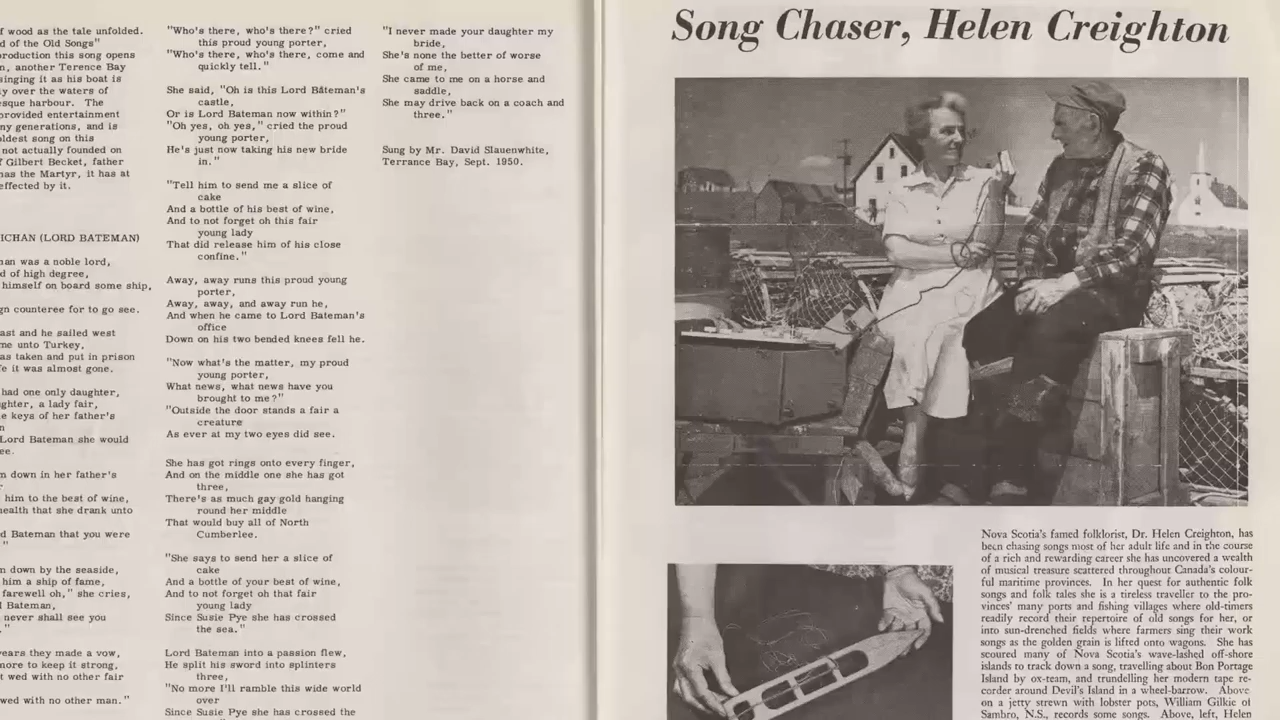 f wood as the tale unfolded.
d of the Old Songs"
production this song opens
n, another Terence Bay
singing it as his boat is
ly over the waters of
esque harbour. The
provided entertainment
ny generations, and is
oldest song on this
not actually founded on
f Gilbert Becket, father
nas the Martyr, it has at
effected by it.
ICHAN (LORD BATEMAN)
nan was a noble lord,
d of high degree,
himself on board some ship,
gn counteree for to go see.
ast and he sailed west
me unto Turkey,
as taken and put in prison
fe it was almost gone.
had one only daughter,
ughter, a lady fair,
e keys of her father's
n
Lord Bateman she would
ee.
n down in her father's
him to the best of wine,
health that she drank unto
d Bateman that you were
"
n down by the seaside,
him a ship of fame,
farewell oh," she cries,
l Bateman,
never shall see you
."
years they made a vow,
more to keep it strong,
t wed with no other fair
wed with no other man."
"Who's there, who's there?" cried
this proud young porter,
"Who's there, who's there, come and
quickly tell."
She said, "Oh is this Lord Bateman's
castle,
Or is Lord Bateman now within?"
"Oh yes, oh yes," cried the proud
young porter,
He's just now taking his new bride
in."
"Tell him to send me a slice of
cake
And a bottle of his best of wine,
And to not forget oh this fair
young lady
That did release him of his close
confine."
Away, away runs this proud young
porter,
Away, away, and away run he,
And when he came to Lord Bateman's
office
Down on his two bended knees fell he.
"Now what's the matter, my proud
young porter,
What news, what news have you
brought to me?"
"Outside the door stands a fair a
creature
As ever at my two eyes did see.
She has got rings onto every finger,
And on the middle one she has got
three,
There's as much gay gold hanging
round her middle
That would buy all of North
Cumberlee.
"She says to send her a slice of
cake
And a bottle of your best of wine,
And to not forget oh that fair
young lady
Since Susie Pye she has crossed
the sea."
Lord Bateman into a passion flew,
He split his sword into splinters
three,
"No more I'll ramble this wide world
over
Since Susie Pye she has crossed the
"I never made your daughter my
bride,
She's none the better of worse
of me,
She came to me on a horse and
saddle,
She may drive back on a coach and
three."
Sung by Mr. David Slauenwhite,
Terrance Bay, Sept. 1950.
Song Chaser, Helen Creighton
Nova Scotia's famed folklorist, Dr. Helen Creighton, has
been chasing songs most of her adult life and in the course
of a rich and rewarding career she has uncovered a wealth
of musical treasure scattered throughout Canada's colour-
ful maritime provinces. In her quest for authentic folk
songs and folk tales she is a tireless traveller to the pro-
vinces' many ports and fishing villages where old-timers
readily record their repertoire of old songs for her, or
into sun-drenched fields where farmers sing their work
songs as the golden grain is lifted onto wagons. She has
scoured many of Nova Scotia's wave-lashed off-shore
islands to track down a song, travelling about Bon Portage
Island by ox-team, and trundelling her modern tape re-
corder around Devil's Island in a wheel-barrow. Above
on a jetty strewn with lobster pots, William Gilkie of
Sambro, N.S., records some songs. Above, left, Helen